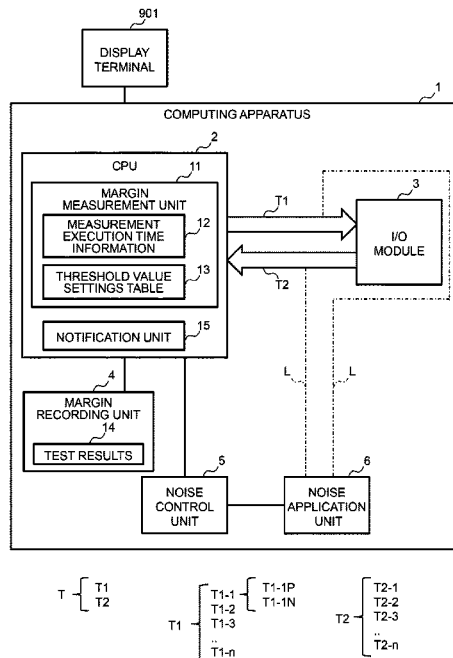 901
DISPLAY
TERMINAL
1
COMPUTING APPARATUS
2
CPU
11
MARGIN
MEASUREMENT UNIT
MEASUREMENT
EXECUTION TIME
INFORMATION
12
THRESHOLD VALUE
SETTINGS TABLE
13
NOTIFICATION UNIT
15
T1
T2
3
I/O
MODULE
4
MARGIN
RECORDING UNIT
14
TEST RESULTS
L
L
5
NOISE
CONTROL
UNIT
6
NOISE
APPLICATION
UNIT
T { T1
T2
T1 { T1-1 { T1-1P
T1-1N
T1-2
T1-3
..
T1-n
T2 { T2-1
T2-2
T2-3
..
T2-n